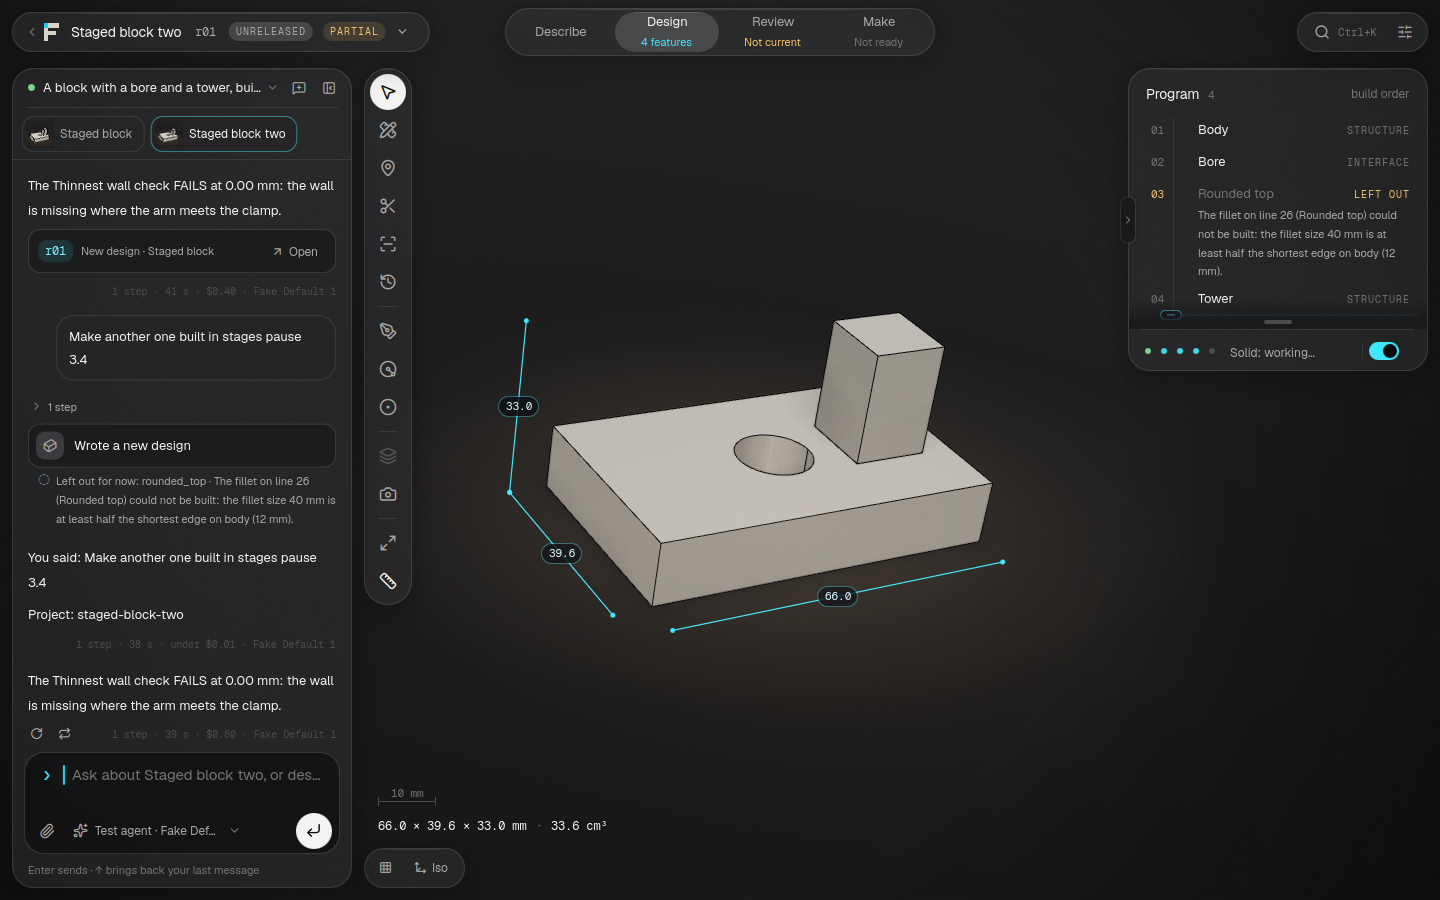 Staged block two r01 UNRELEASED PARTIAL
Describe
Design
4 features
Review
Not current
Make
Not ready
Ctrl+K
A block with a bore and a tower, bui...
Staged block
Staged block two
The Thinnest wall check FAILS at 0.00 mm: the wall
is missing where the arm meets the clamp.
r01 New design · Staged block Open
1 step · 41 s · $0.40 · Fake Default 1
Make another one built in stages pause
3.4
1 step
Wrote a new design
Left out for now: rounded_top · The fillet on line 26
(Rounded top) could not be built: the fillet size 40 mm is
at least half the shortest edge on body (12 mm).
You said: Make another one built in stages pause
3.4
Project: staged-block-two
1 step · 38 s · under $0.01 · Fake Default 1
The Thinnest wall check FAILS at 0.00 mm: the wall
is missing where the arm meets the clamp.
1 step · 39 s · $0.80 · Fake Default 1
Ask about Staged block two, or des...
Test agent · Fake Def...
Enter sends · ↑ brings back your last message
33.0
39.6
66.0
10 mm
66.0 × 39.6 × 33.0 mm · 33.6 cm³
Iso
Program 4 build order
01 Body STRUCTURE
02 Bore INTERFACE
03 Rounded top LEFT OUT
The fillet on line 26 (Rounded top) could
not be built: the fillet size 40 mm is at
least half the shortest edge on body (12
mm).
04 Tower STRUCTURE
Solid: working...